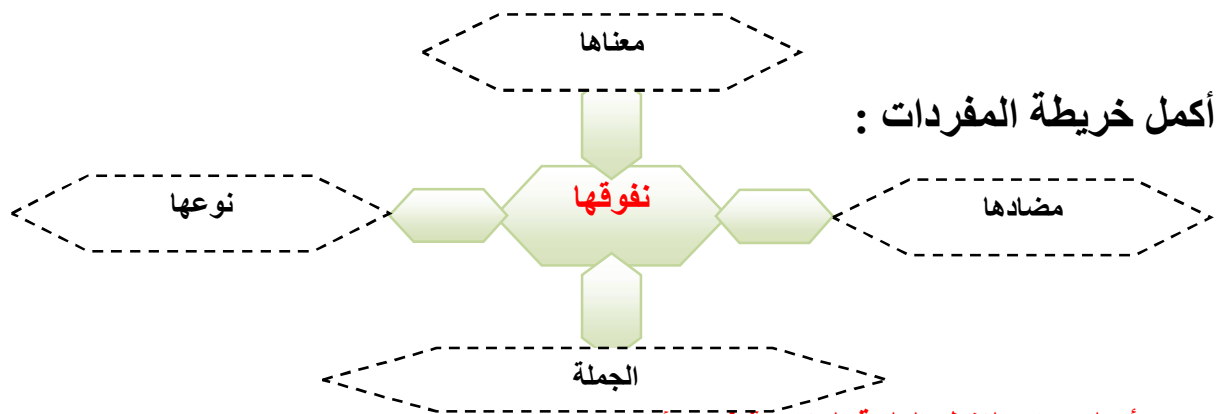 معناها
أكمل خريطة المفردات :
مضادها
نفوقها
نوعها
الجملة